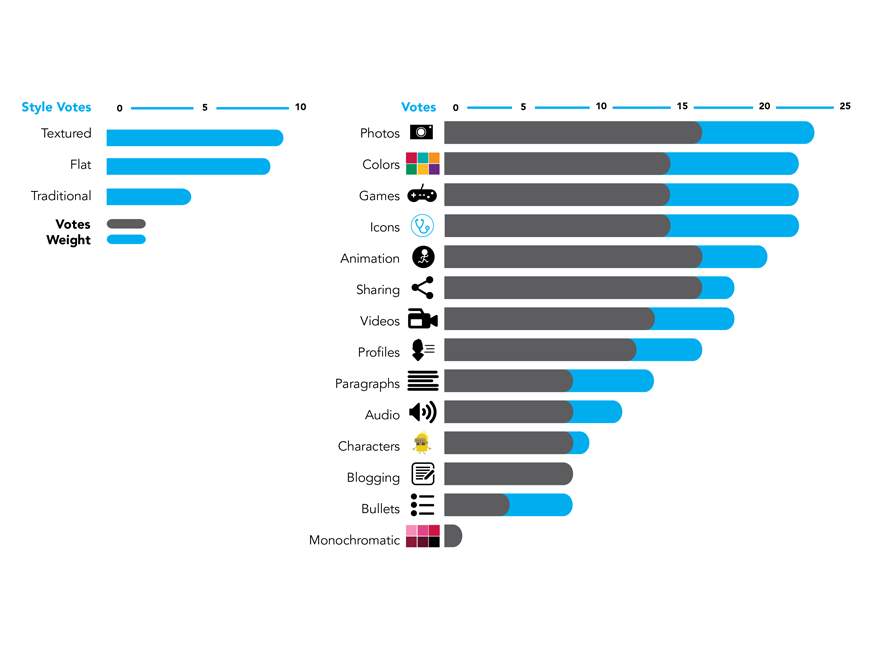 Style Votes 0 5 10
Textured
Flat
Traditional
Votes
Weight
Votes 0 5 10 15 20 25
Photos
Colors
Games
Icons
Animation
Sharing
Videos
Profiles
Paragraphs
Audio
Characters
Blogging
Bullets
Monochromatic